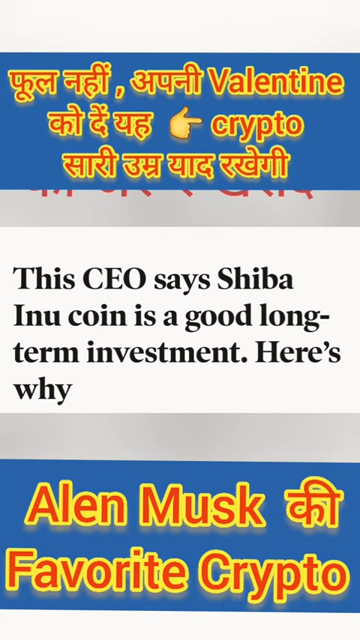 फूल नहीं , अपनी Valentine
को दें यह 👉 crypto
सारी उम्र याद रखेगी
This CEO says Shiba
Inu coin is a good long-
term investment. Here's
why
Alen Musk की
Favorite Crypto